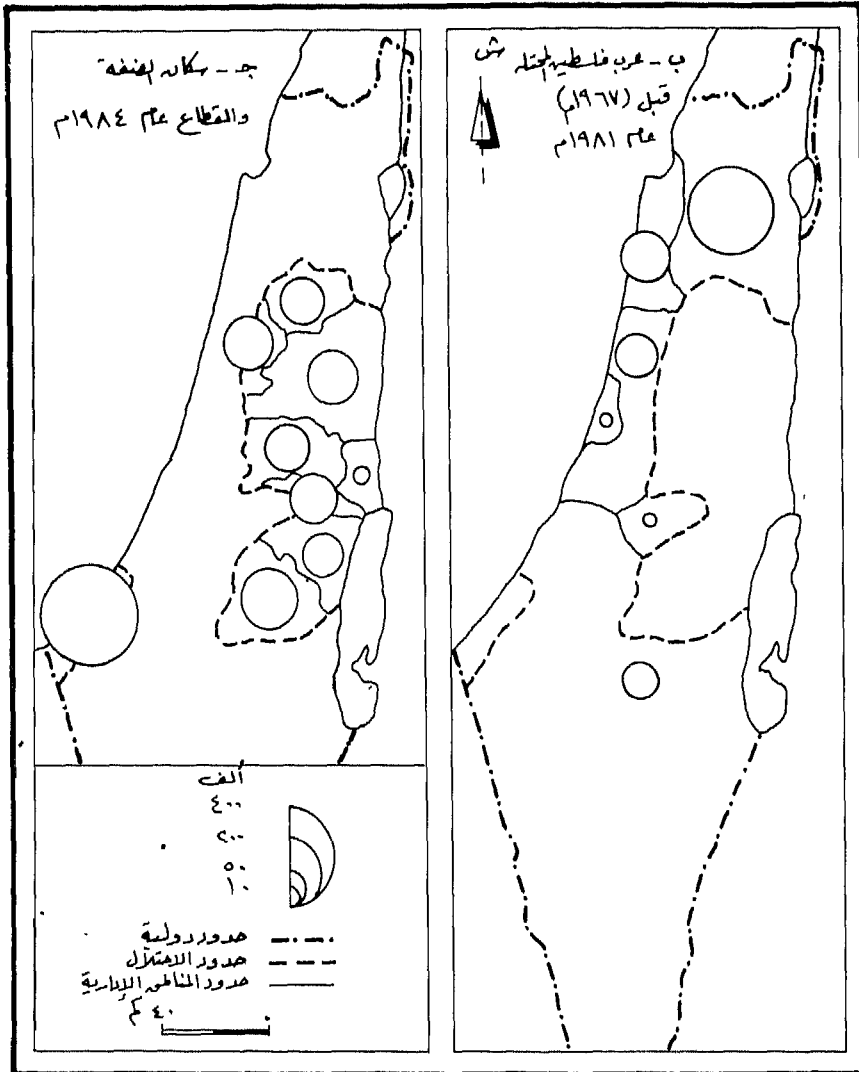 ب - عرب فلسطين المحتلة
قبل (١٩٦٧م)
عام ١٩٨١م
ش
جـ - سكان الضفة
والقطاع عام ١٩٨٤م
ألف
٤٠٠
٢٠٠
٥٠
١٠
حدود دولية
حدود الاحتلال
حدود المناطق الإدارية
٤٠ كم